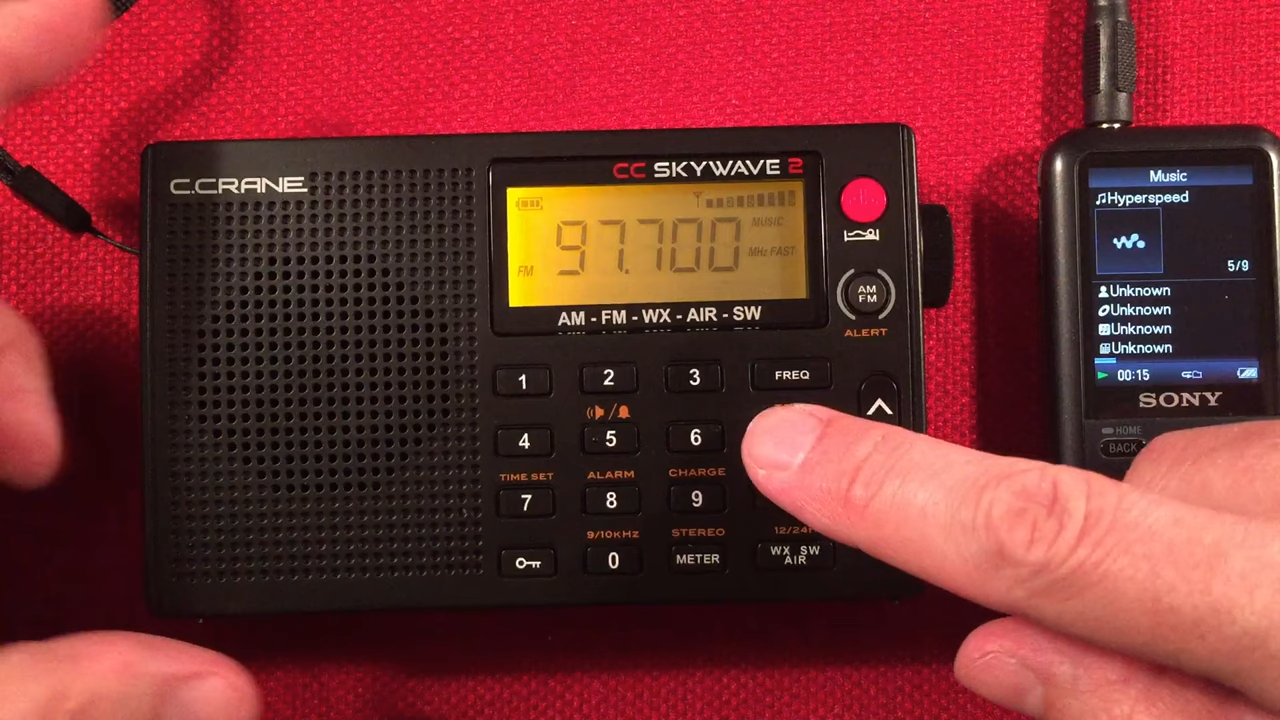 C.CRANE
CC SKYWAVE 2
97.700
MUSIC
FM
MHz FAST
AM - FM - WX - AIR - SW
AM
FM
ALERT
1
2
3
FREQ
4
5
6
TIME SET
ALARM
CHARGE
7
8
9
9/10KHZ
STEREO
12/24H
0
METER
WX SW
AIR
Music
Hyperspeed
5/9
Unknown
Unknown
Unknown
Unknown
00:15
SONY
HOME
BACK